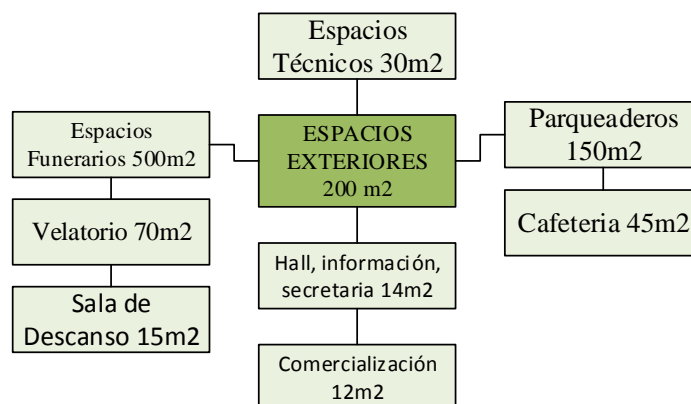 Espacios
Técnicos 30m2
Espacios
Funerarios 500m2
ESPACIOS
EXTERIORES
200 m2
Parqueaderos
150m2
Velatorio 70m2
Cafeteria 45m2
Hall, información,
secretaria 14m2
Sala de
Descanso 15m2
Comercialización
12m2